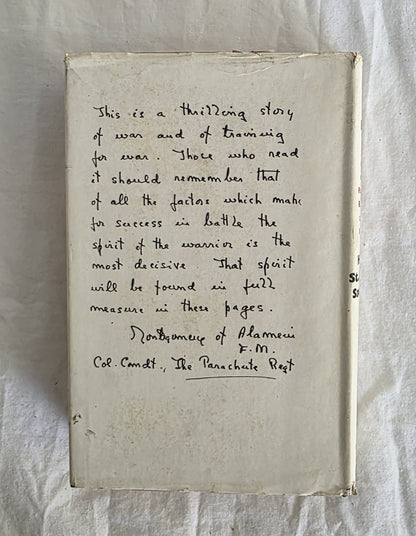 This is a thrilling story
of war and of training
for war. Those who read
it should remember that
of all the factors which make
for success in battle the
spirit of the warrior is the
most decisive. That spirit
will be found in full
measure in these pages.
Montgomery of Alamein
F.M.
Col. Comdt., The Parachute Regt